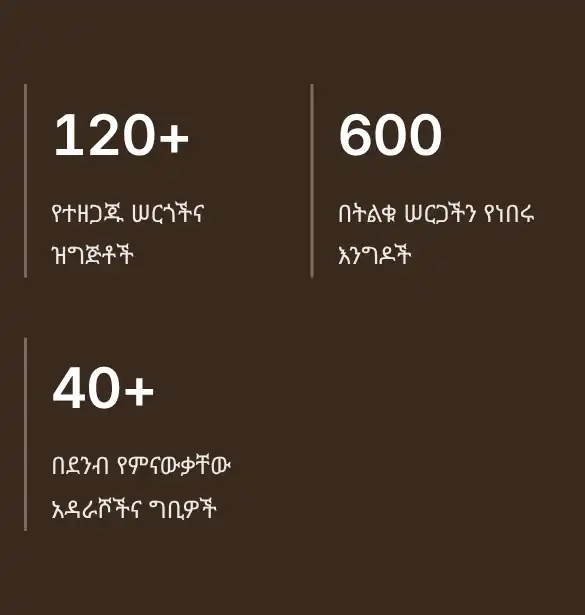 120+
የተዘጋጁ ሠርጎችና
ዝግጅቶች
600
በትልቁ ሠርጋችን የነበሩ
እንግዶች
40+
በደንብ የምናውቃቸው
አዳራሾችና ግቢዎች